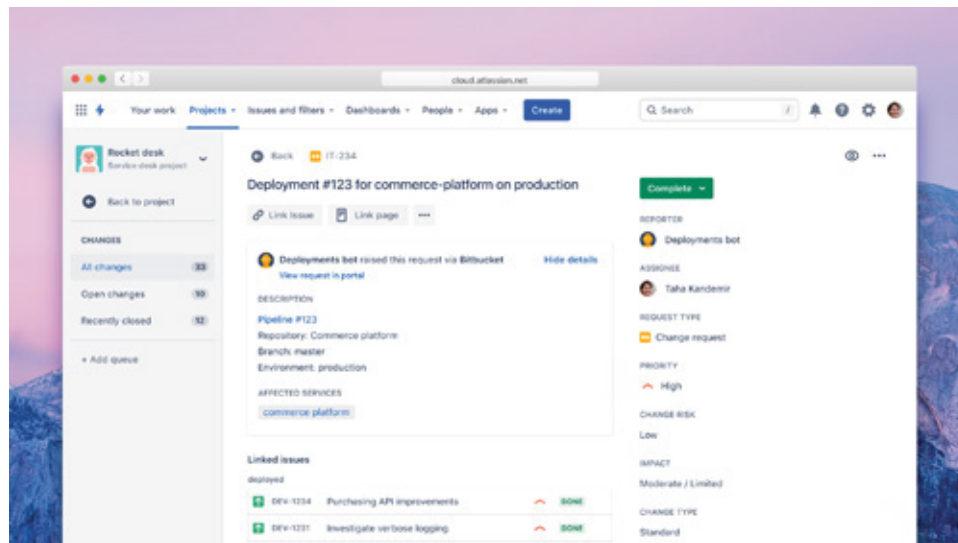 cloud.atlassian.net
Your work Projects Issues and filters Dashboards People Apps Create Search /
Rocket desk
Service desk project
Back to project
CHANGES
All changes 33
Open changes 10
Recently closed 12
+ Add queue
Back IT-234
Deployment #123 for commerce-platform on production
Link issue Link page
Deployments bot raised this request via Bitbucket Hide details
View request in portal
DESCRIPTION
Pipeline #123
Repository: Commerce platform
Branch: master
Environment: production
AFFECTED SERVICES
commerce platform
Linked issues
deployed
DEV-1234 Purchasing API improvements DONE
DEV-1231 Investigate verbose logging DONE
Complete
REPORTER
Deployments bot
ASSIGNEE
Taha Kandemir
REQUEST TYPE
Change request
PRIORITY
High
CHANGE RISK
Low
IMPACT
Moderate / Limited
CHANGE TYPE
Standard